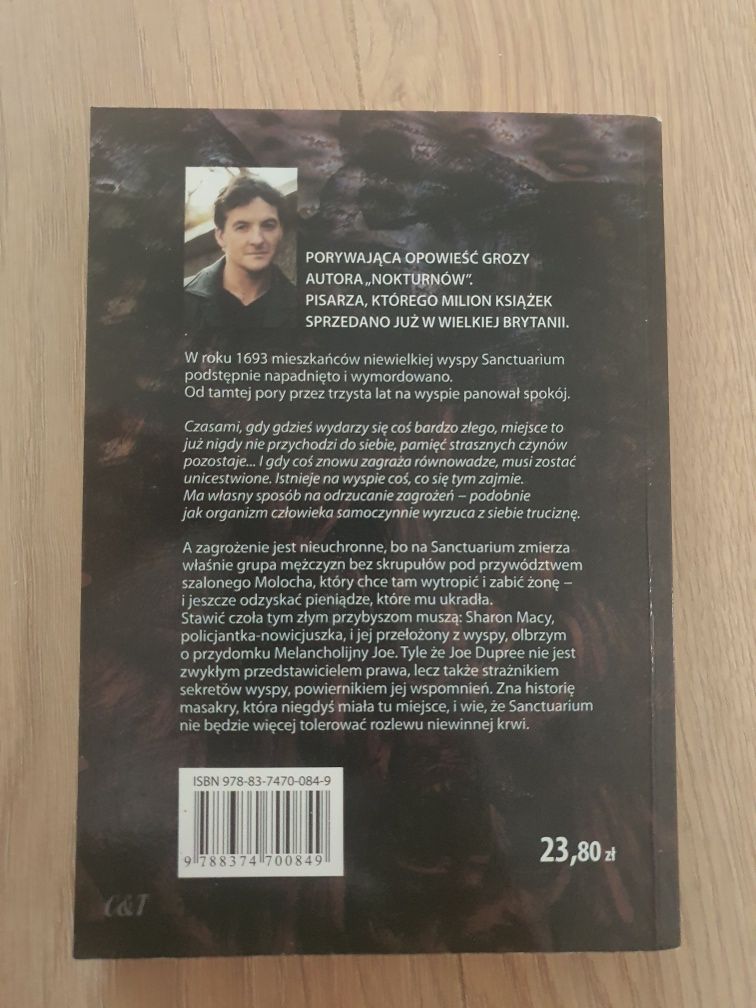 PORYWAJĄCA OPOWIEŚĆ GROZY
AUTORA „NOKTURNÓW”.
PISARZA, KTÓREGO MILION KSIĄŻEK
SPRZEDANO JUŻ W WIELKIEJ BRYTANII.
W roku 1693 mieszkańców niewielkiej wyspy Sanctuarium
podstępnie napadnięto i wymordowano.
Od tamtej pory przez trzysta lat na wyspie panował spokój.
Czasami, gdy gdzieś wydarzy się coś bardzo złego, miejsce to
już nigdy nie przychodzi do siebie, pamięć strasznych czynów
pozostaje... I gdy coś znowu zagraża równowadze, musi zostać
unicestwione. Istnieje na wyspie coś, co się tym zajmie.
Ma własny sposób na odrzucanie zagrożeń – podobnie
jak organizm człowieka samoczynnie wyrzuca z siebie truciznę.
A zagrożenie jest nieuchronne, bo na Sanctuarium zmierza
właśnie grupa mężczyzn bez skrupułów pod przywództwem
szalonego Molocha, który chce tam wytropić i zabić żonę –
i jeszcze odzyskać pieniądze, które mu ukradła.
Stawić czoła tym złym przybyszom muszą: Sharon Macy,
policjantka-nowicjuszka, i jej przełożony z wyspy, olbrzym
o przydomku Melancholijny Joe. Tyle że Joe Dupree nie jest
zwykłym przedstawicielem prawa, lecz także strażnikiem
sekretów wyspy, powiernikiem jej wspomnień. Zna historię
masakry, która niegdyś miała tu miejsce, i wie, że Sanctuarium
nie będzie więcej tolerować rozlewu niewinnej krwi.
ISBN 978-83-7470-084-9
9 788374 700849
23,80 zł
C&T